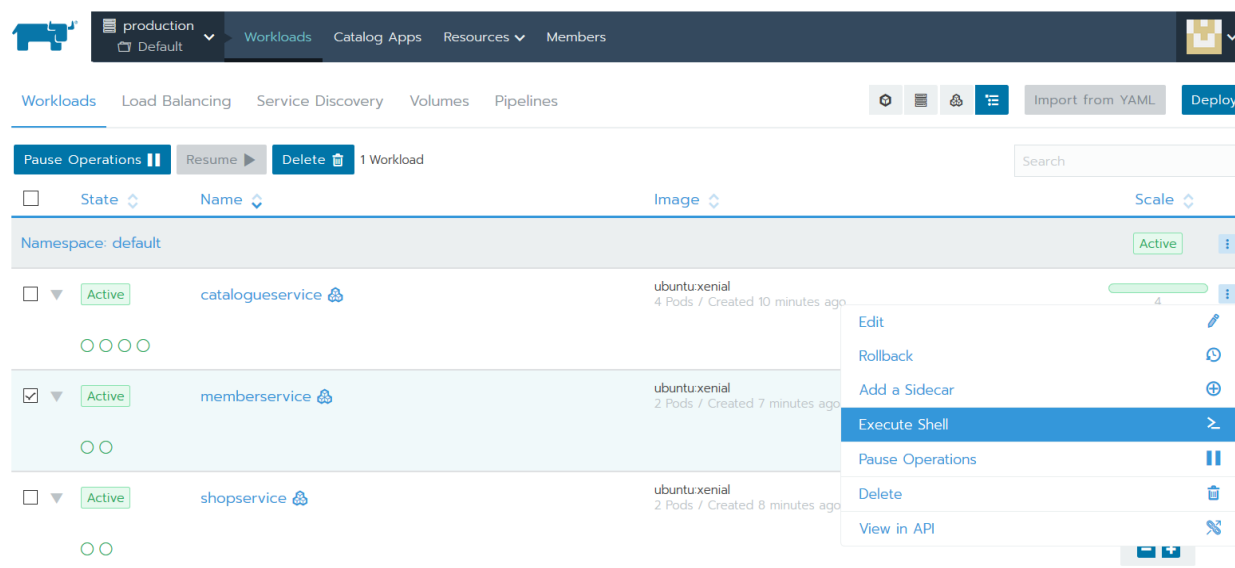 production
Default
Workloads Catalog Apps Resources Members
Workloads Load Balancing Service Discovery Volumes Pipelines
Import from YAML Deploy
Pause Operations Resume Delete 1 Workload
Search
State Name Image Scale
Namespace: default Active
Active catalogueservice ubuntu:xenial
4 Pods / Created 10 minutes ago 4
Active memberservice ubuntu:xenial
2 Pods / Created 7 minutes ago
Active shopservice ubuntu:xenial
2 Pods / Created 8 minutes ago
Edit
Rollback
Add a Sidecar
Execute Shell
Pause Operations
Delete
View in API